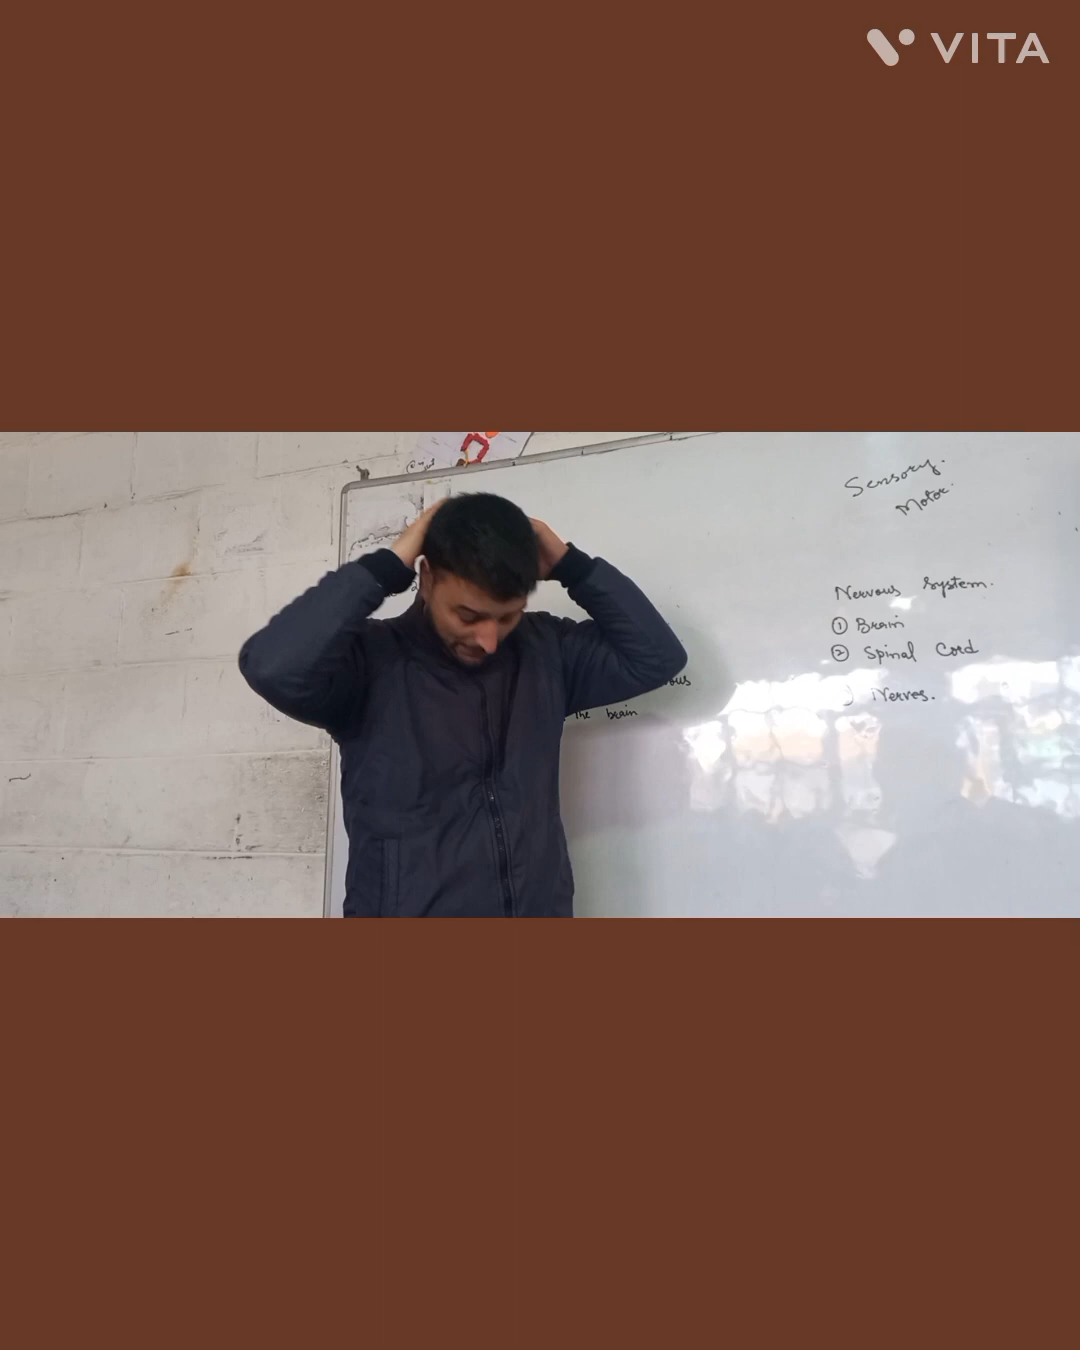 VITA
Sensory.
Motor.
Nervous System.
① Brain
② Spinal Cord
) Nerves.
the brain